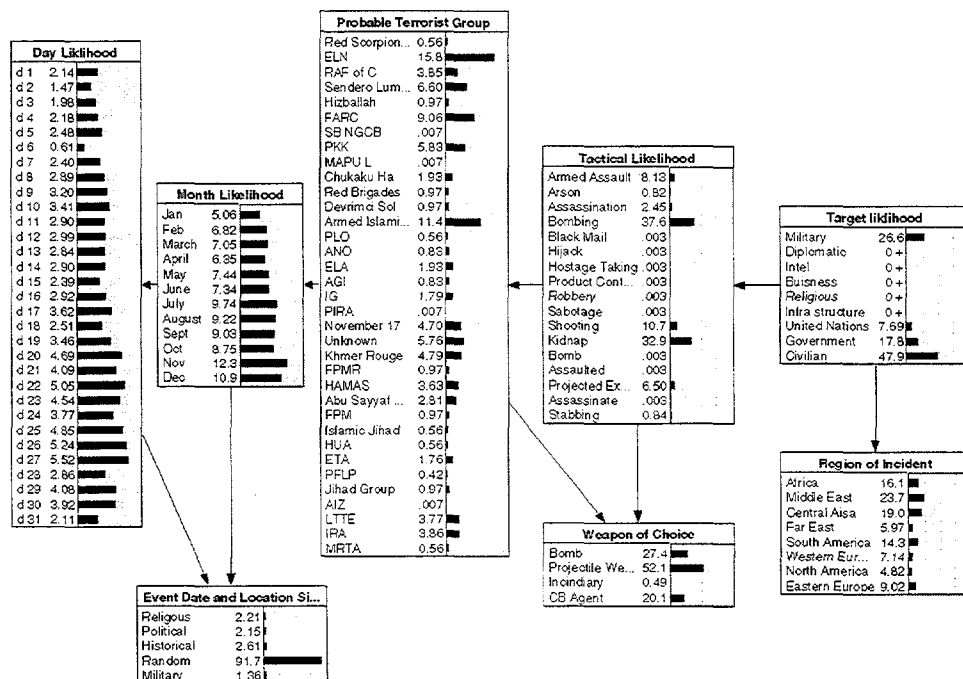 Day Liklihood
d 1 2.14
d 2 1.47
d 3 1.98
d 4 2.18
d 5 2.48
d 6 0.61
d 7 2.40
d 8 2.89
d 9 3.20
d 10 3.41
d 11 2.90
d 12 2.99
d 13 2.84
d 14 2.90
d 15 2.39
d 16 2.92
d 17 3.62
d 18 2.51
d 19 3.46
d 20 4.69
d 21 4.09
d 22 5.05
d 23 4.54
d 24 3.77
d 25 4.85
d 26 5.24
d 27 5.52
d 28 2.86
d 29 4.08
d 30 3.92
d 31 2.11
Month Likelihood
Jan 5.06
Feb 6.82
March 7.05
April 6.35
May 7.44
June 7.34
July 9.74
August 9.22
Sept 9.03
Oct 8.75
Nov 12.3
Dec 10.9
Event Date and Location Si...
Religous 2.21
Political 2.15
Historical 2.61
Random 91.7
Military 1.36
Probable Terrorist Group
Red Scorpion... 0.56
ELN 15.8
RAF of C 3.85
Sendero Lum... 6.60
Hizballah 0.97
FARC 9.06
SB NGCB .007
PKK 5.83
MAPU L .007
Chukaku Ha 1.93
Red Brigades 0.97
Devrimci Sol 0.97
Armed Islami... 11.4
PLO 0.56
ANO 0.83
ELA 1.93
AGI 0.83
IG 1.79
PIRA .007
November 17 4.70
Unknown 5.76
Khmer Rouge 4.79
FPMR 0.97
HAMAS 3.63
Abu Sayyaf ... 2.81
FPM 0.97
Islamic Jihad 0.56
HUA 0.56
ETA 1.76
PFLP 0.42
Jihad Group 0.97
AIZ .007
LTTE 3.77
IRA 3.86
MRTA 0.56
Tactical Likelihood
Armed Assault 8.13
Arson 0.82
Assassination 2.45
Bombing 37.6
Black Mail .003
Hijack .003
Hostage Taking .003
Product Cont... .003
Robbery .003
Sabotage .003
Shooting 10.7
Kidnap 32.9
Bomb .003
Assaulted .003
Projected Ex... 6.50
Assassinate .003
Stabbing 0.84
Weapon of Choice
Bomb 27.4
Projectile We... 52.1
Incindiary 0.49
CB Agent 20.1
Target liklihood
Military 26.6
Diplomatic 0 +
Intel 0 +
Buisness 0 +
Religious 0 +
Infra structure 0 +
United Nations 7.69
Government 17.8
Civilian 47.9
Region of Incident
Africa 16.1
Middle East 23.7
Central Aisa 19.0
Far East 5.97
South America 14.3
Western Eur... 7.14
North America 4.82
Eastern Europe 9.02